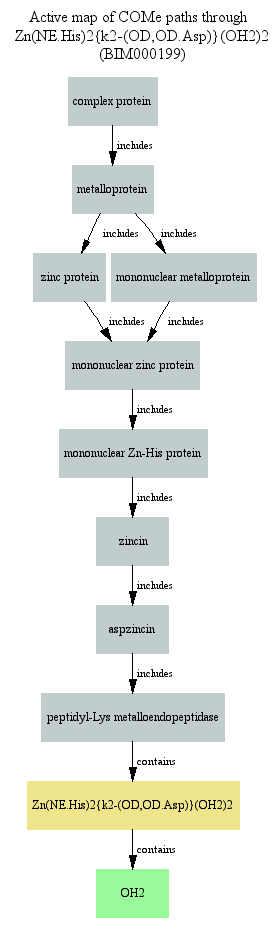 Active map of COMe paths through
Zn(NE.His)2{k2-(OD,OD.Asp)}(OH2)2
(BIM000199)
complex protein
includes
metalloprotein
includes
includes
zinc protein
mononuclear metalloprotein
includes
includes
mononuclear zinc protein
includes
mononuclear Zn-His protein
includes
zincin
includes
aspzincin
includes
peptidyl-Lys metalloendopeptidase
contains
Zn(NE.His)2{k2-(OD,OD.Asp)}(OH2)2
contains
OH2